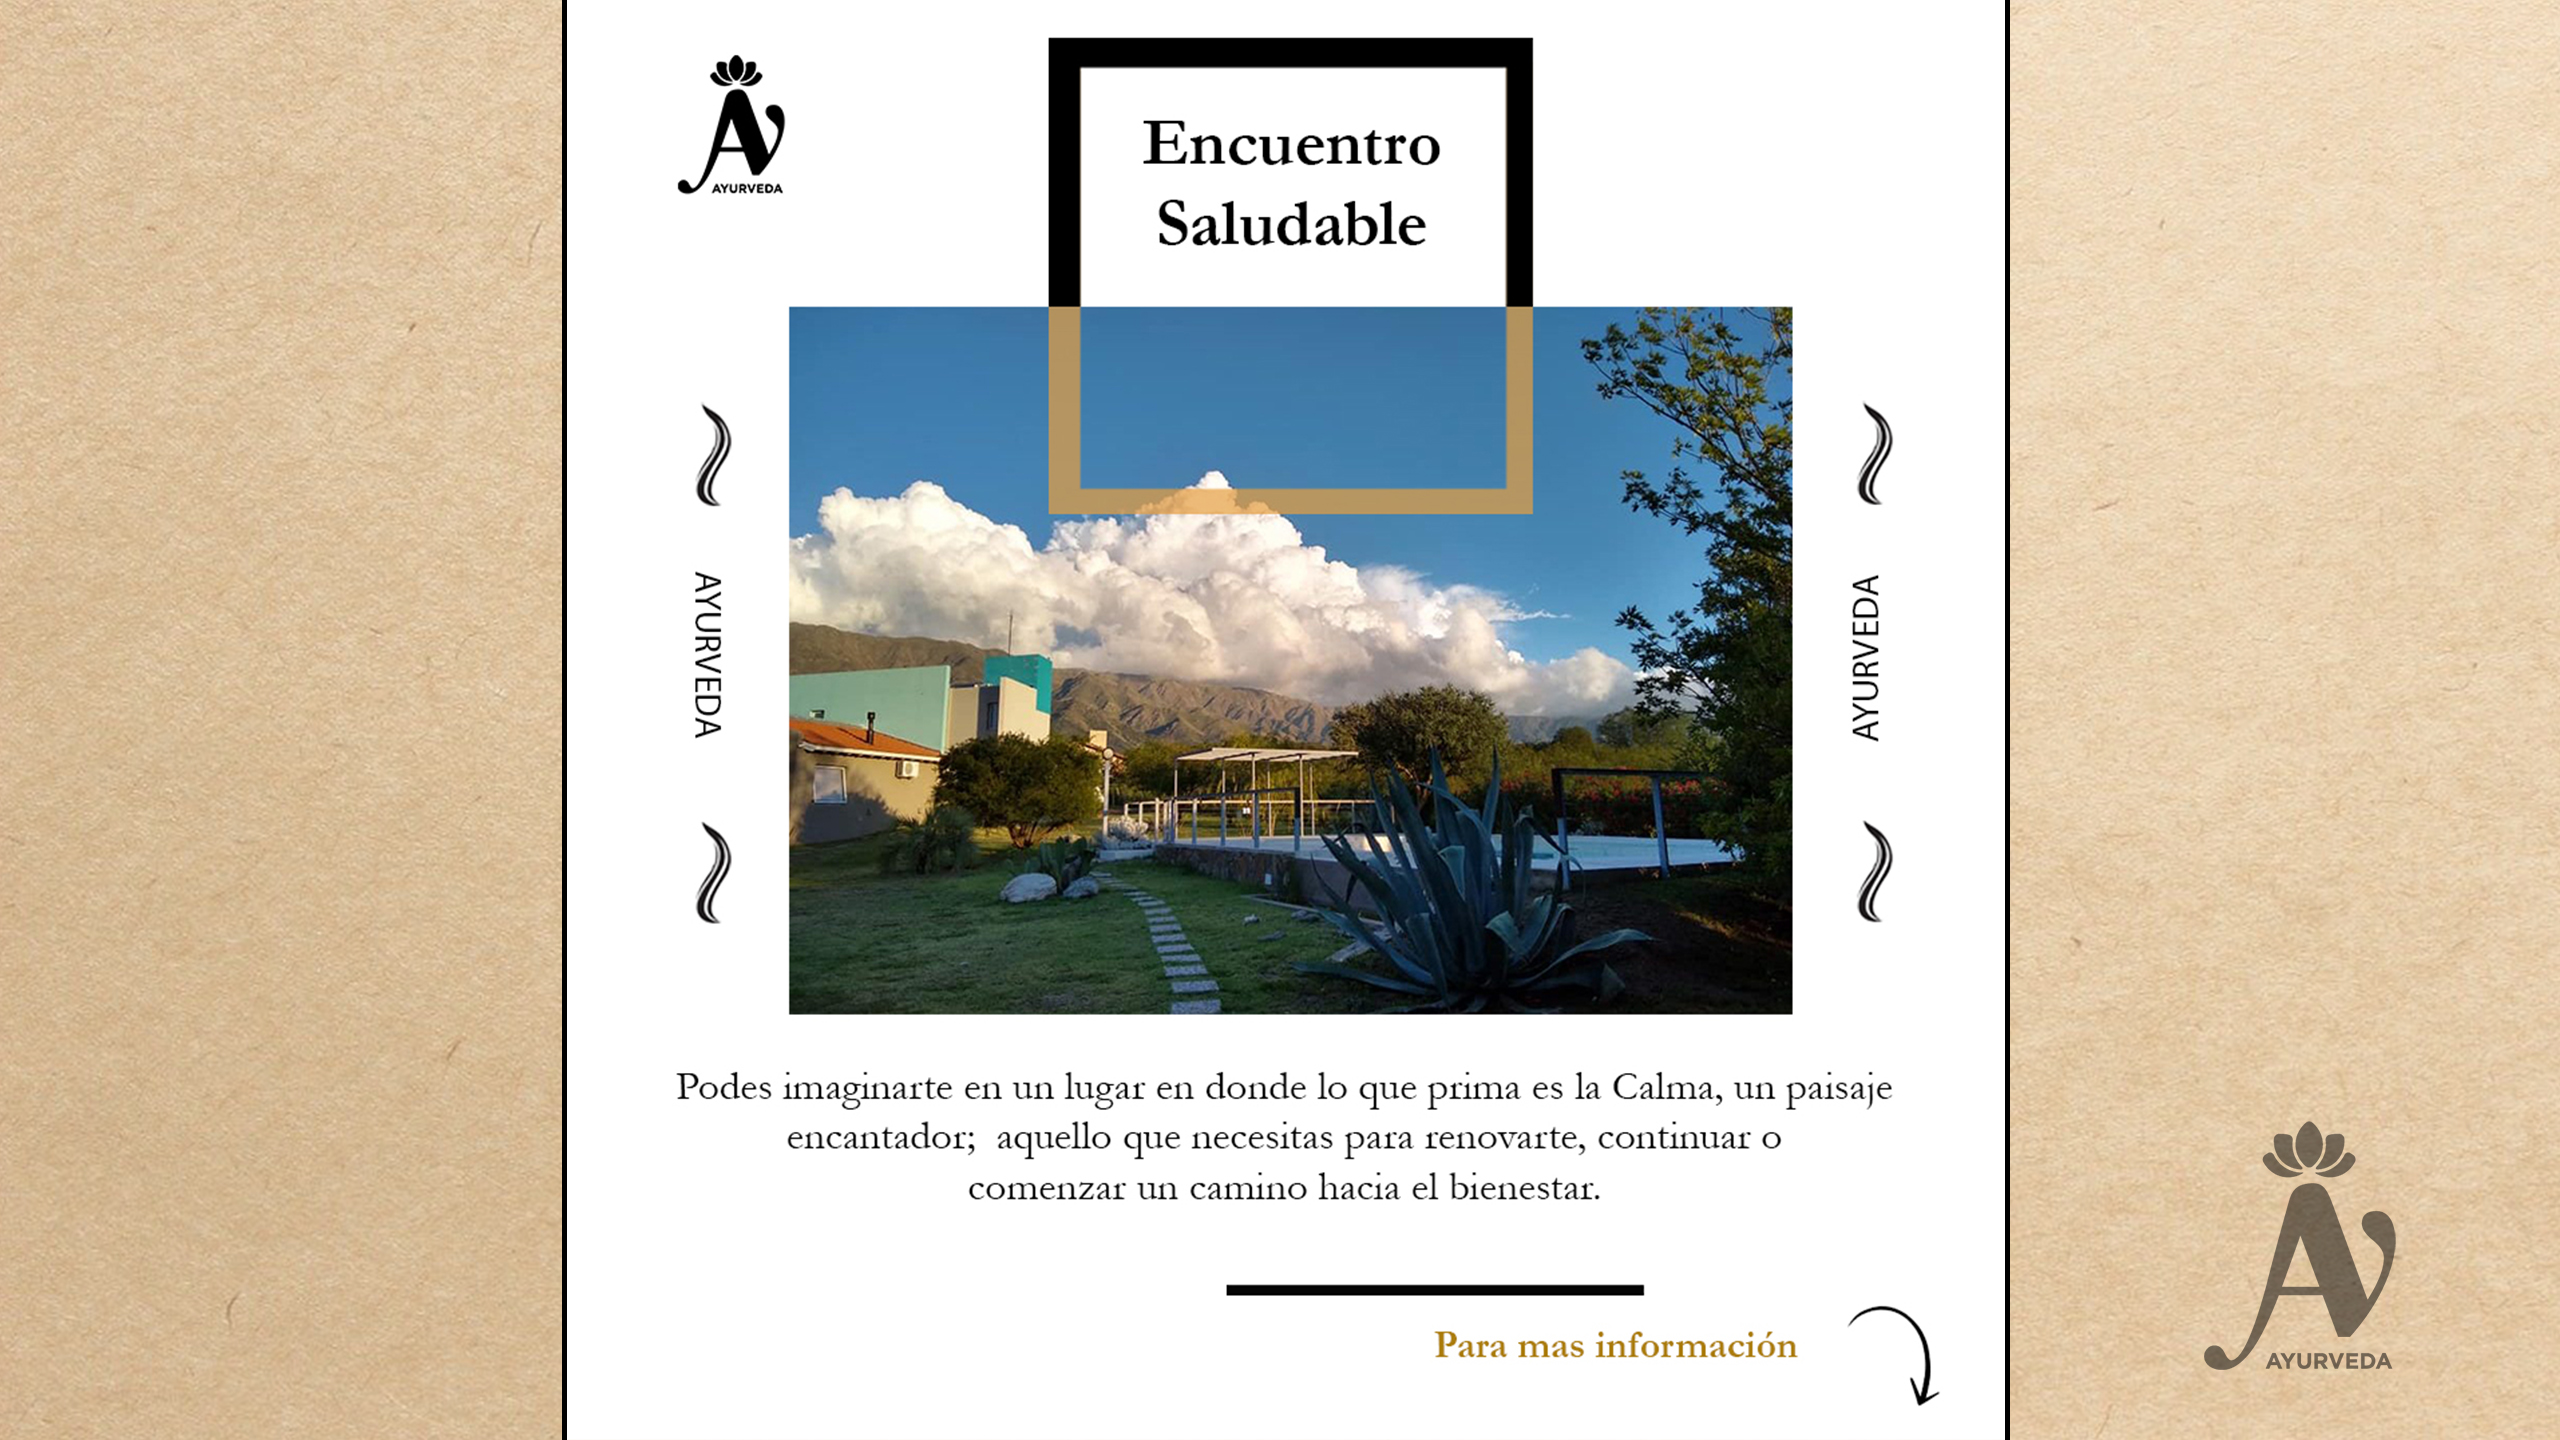 AYURVEDA
Encuentro
Saludable
AYURVEDA
AYURVEDA
Podes imaginarte en un lugar en donde lo que prima es la Calma, un paisaje
encantador;  aquello que necesitas para renovarte, continuar o
comenzar un camino hacia el bienestar.
Para mas información
AYURVEDA